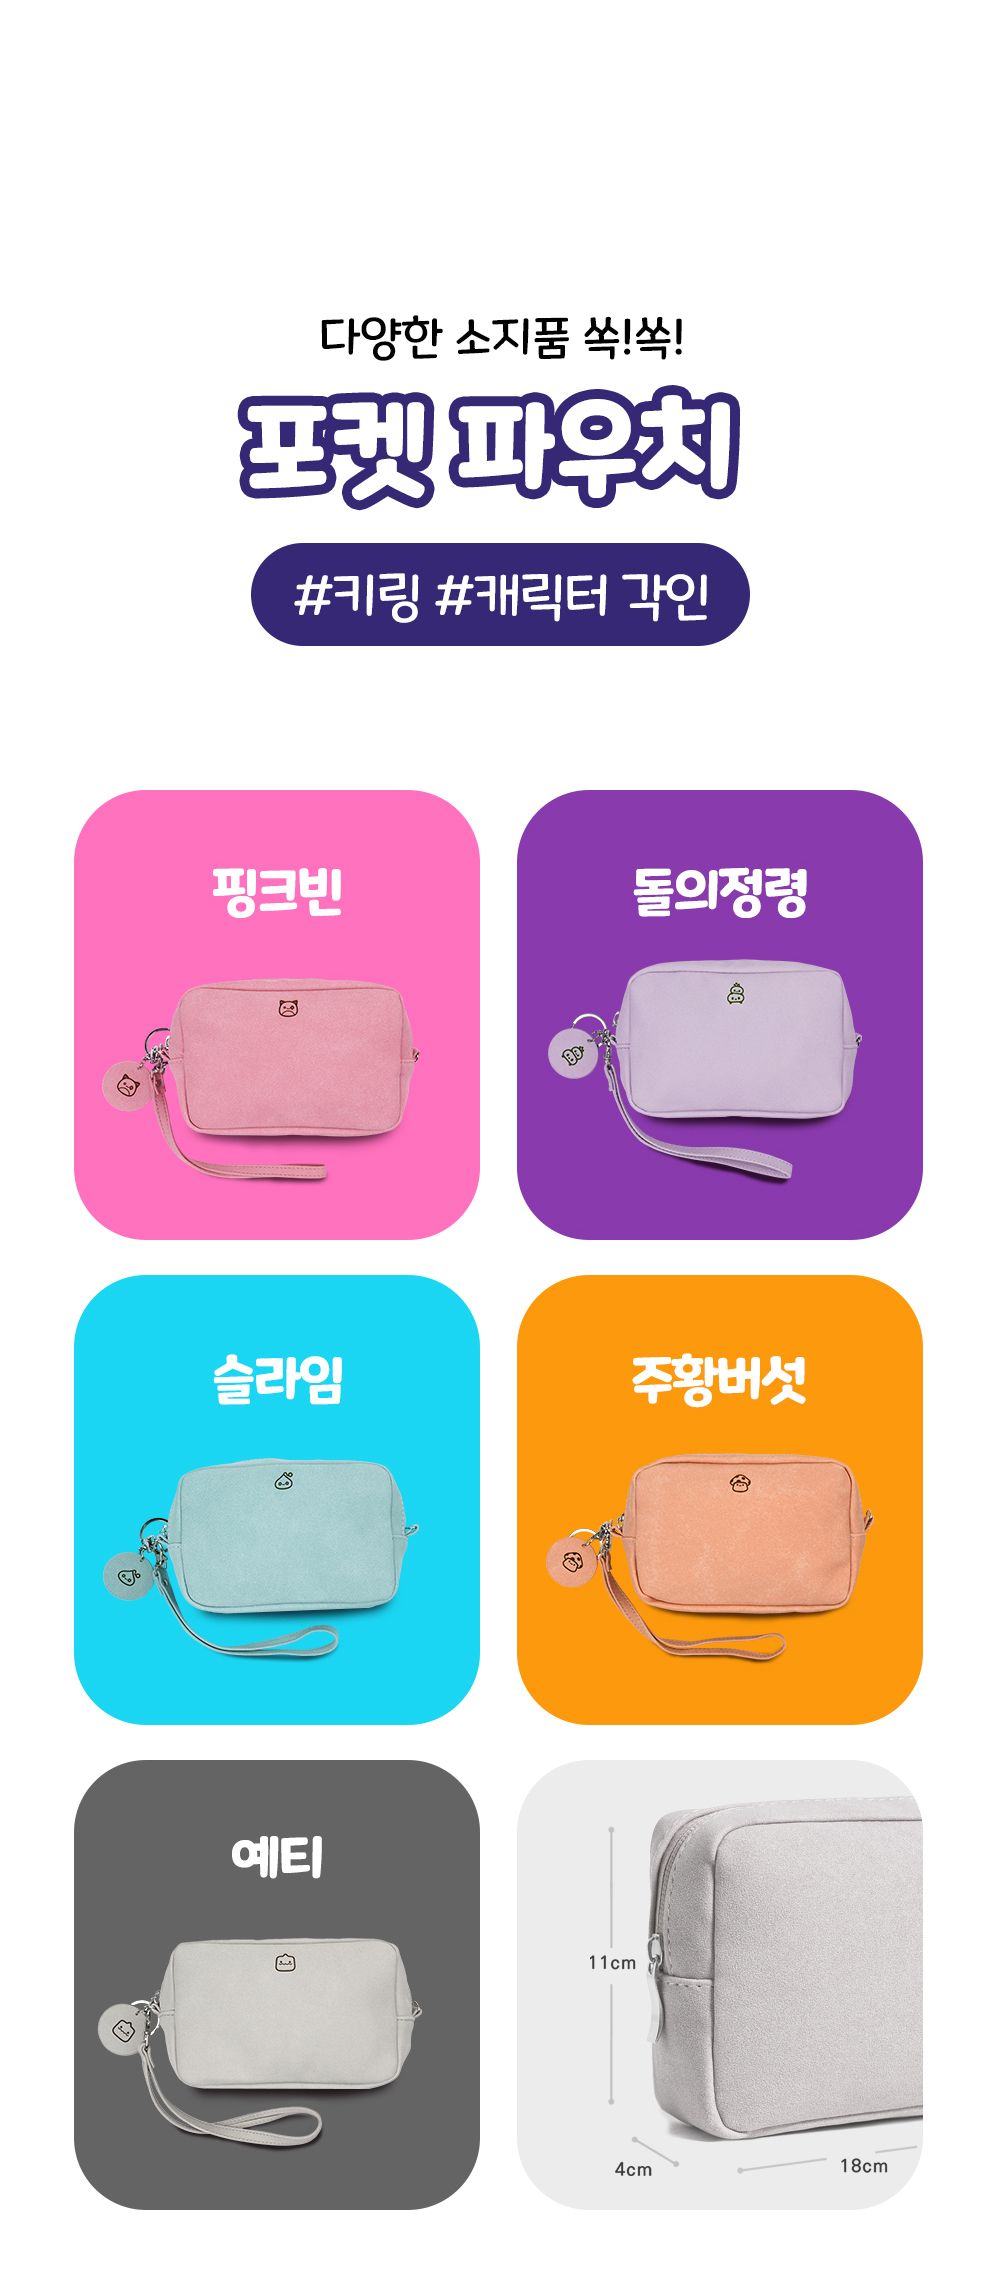 다양한 소지품 쏙!쏙!
포켓 파우치
#키링 #캐릭터 각인
핑크빈
돌의정령
슬라임
주황버섯
예티
11cm
4cm
18cm